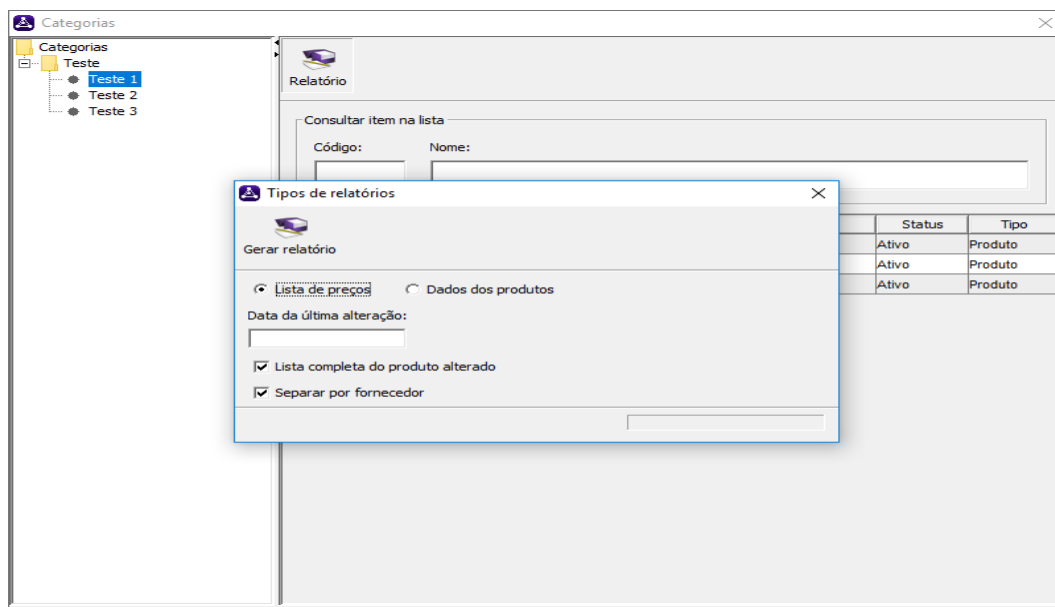 Categorias
Categorias
Teste
Teste 1
Teste 2
Teste 3
Relatório
Consultar item na lista
Código: Nome:
Tipos de relatórios
Gerar relatório
Lista de preços Dados dos produtos
Data da última alteração:
Lista completa do produto alterado
Separar por fornecedor
Status Tipo
Ativo Produto
Ativo Produto
Ativo Produto